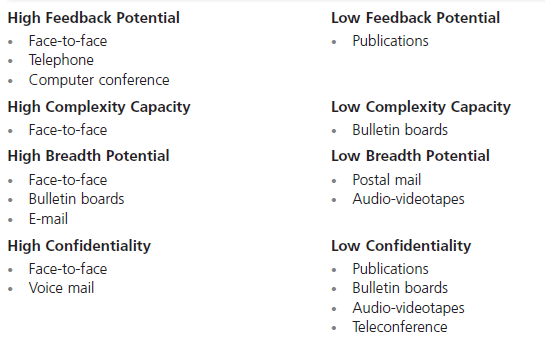 High Feedback Potential
• Face-to-face
• Telephone
• Computer conference
Low Feedback Potential
• Publications
High Complexity Capacity
• Face-to-face
Low Complexity Capacity
• Bulletin boards
High Breadth Potential
• Face-to-face
• Bulletin boards
• E-mail
Low Breadth Potential
• Postal mail
• Audio-videotapes
High Confidentiality
• Face-to-face
• Voice mail
Low Confidentiality
• Publications
• Bulletin boards
• Audio-videotapes
• Teleconference